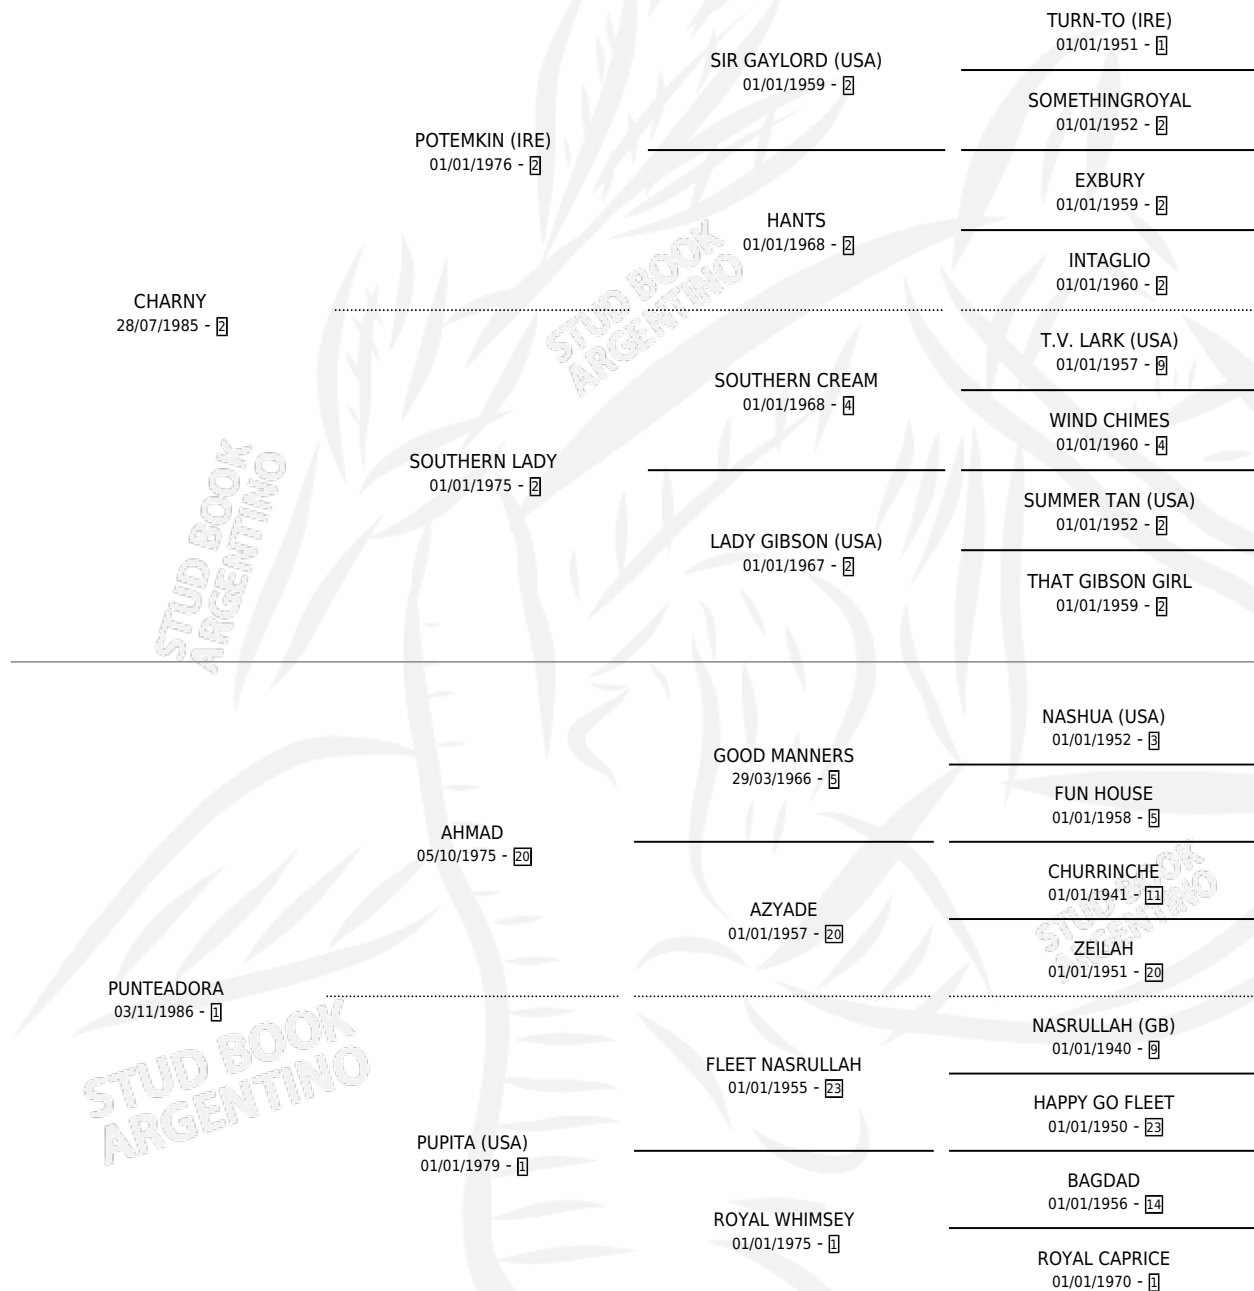 TURN-TO (IRE)
01/01/1951 - 1
SIR GAYLORD (USA)
01/01/1959 - 2
SOMETHINGROYAL
01/01/1952 - 2
POTEMKIN (IRE)
01/01/1976 - 2
EXBURY
01/01/1959 - 2
HANTS
01/01/1968 - 2
INTAGLIO
01/01/1960 - 2
CHARNY
28/07/1985 - 2
T.V. LARK (USA)
01/01/1957 - 9
SOUTHERN CREAM
01/01/1968 - 4
WIND CHIMES
01/01/1960 - 4
SOUTHERN LADY
01/01/1975 - 2
SUMMER TAN (USA)
01/01/1952 - 2
LADY GIBSON (USA)
01/01/1967 - 2
THAT GIBSON GIRL
01/01/1959 - 2
NASHUA (USA)
01/01/1952 - 3
GOOD MANNERS
29/03/1966 - 5
FUN HOUSE
01/01/1958 - 5
AHMAD
05/10/1975 - 20
CHURRINCHE
01/01/1941 - 11
AZYADE
01/01/1957 - 20
ZEILAH
01/01/1951 - 20
PUNTEADORA
03/11/1986 - 1
NASRULLAH (GB)
01/01/1940 - 9
FLEET NASRULLAH
01/01/1955 - 23
HAPPY GO FLEET
01/01/1950 - 23
PUPITA (USA)
01/01/1979 - 1
BAGDAD
01/01/1956 - 14
ROYAL WHIMSEY
01/01/1975 - 1
ROYAL CAPRICE
01/01/1970 - 1
STUD BOOK
ARGENTINO
STUD BOOK
ARGENTINO
STUD BOOK
ARGENTINO
STUD BOOK
ARGENTINO